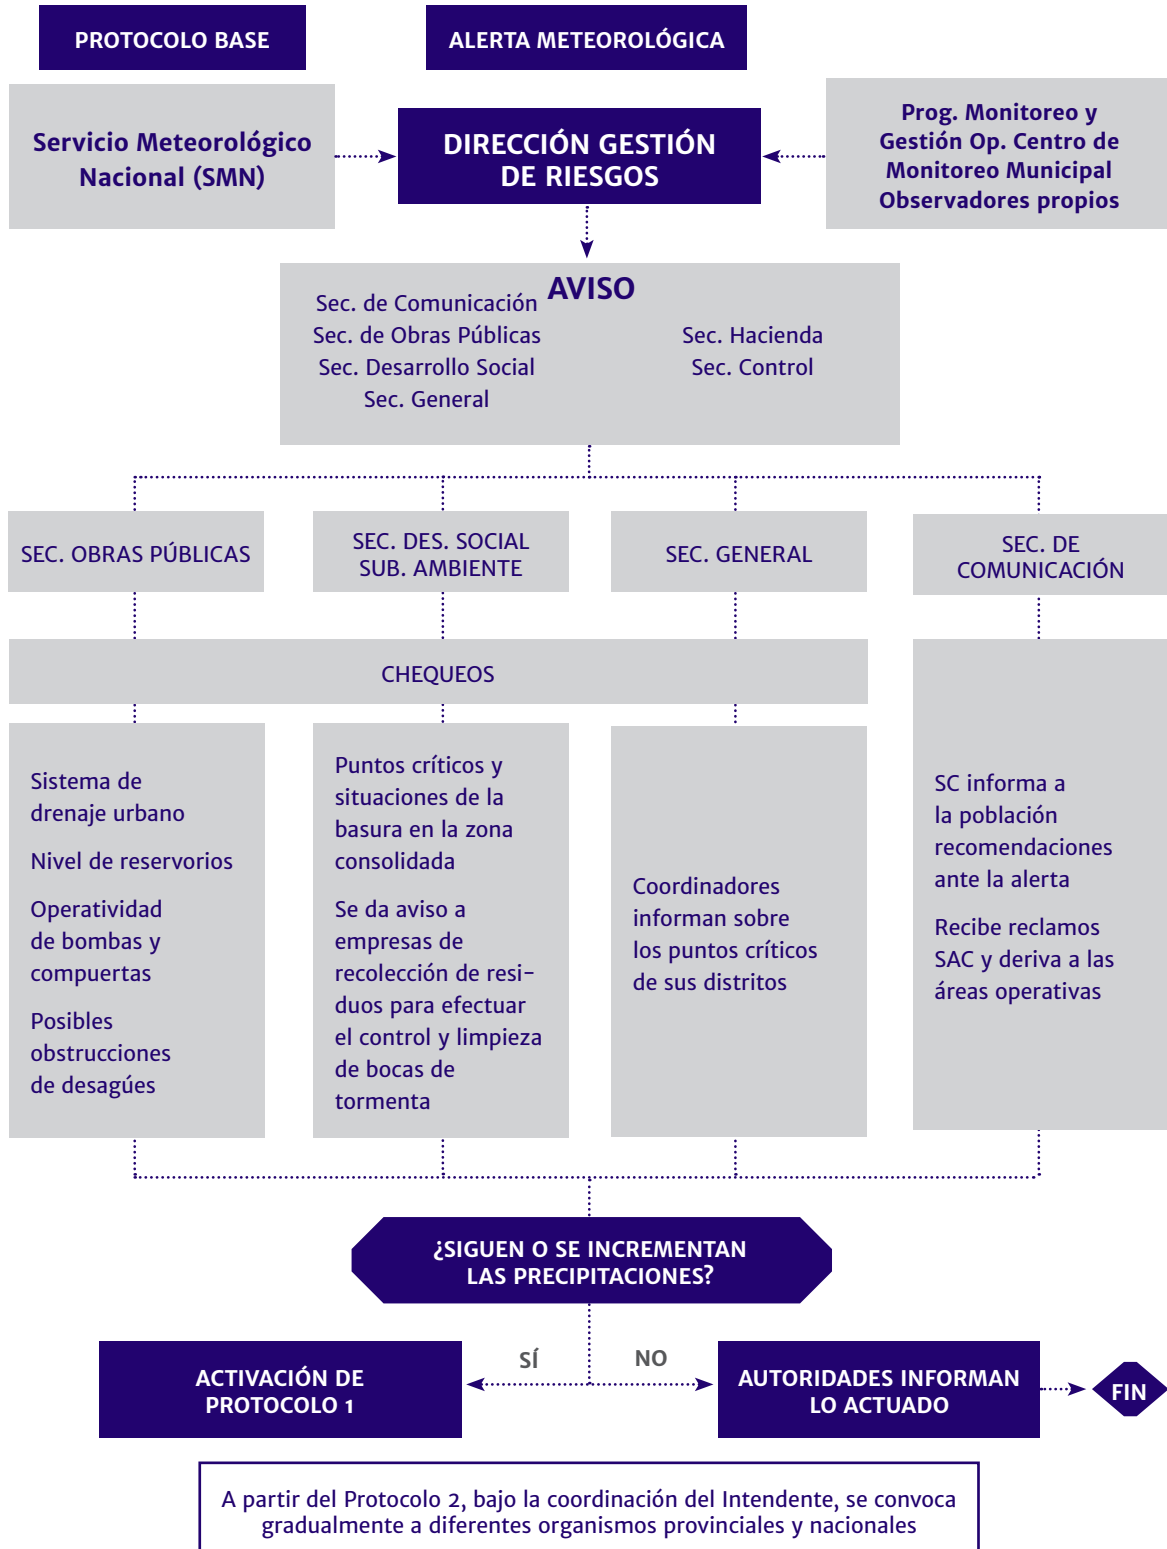 PROTOCOLO BASE
ALERTA METEOROLÓGICA
Servicio Meteorológico
Nacional (SMN)
DIRECCIÓN GESTIÓN
DE RIESGOS
Prog. Monitoreo y
Gestión Op. Centro de
Monitoreo Municipal
Observadores propios
AVISO
Sec. de Comunicación
Sec. de Obras Públicas
Sec. Desarrollo Social
Sec. General
Sec. Hacienda
Sec. Control
SEC. OBRAS PÚBLICAS
SEC. DES. SOCIAL
SUB. AMBIENTE
SEC. GENERAL
SEC. DE
COMUNICACIÓN
CHEQUEOS
Sistema de
drenaje urbano
Nivel de reservorios
Operatividad
de bombas y
compuertas
Posibles
obstrucciones
de desagúes
Puntos críticos y
situaciones de la
basura en la zona
consolidada
Se da aviso a
empresas de
recolección de resi-
duos para efectuar
el control y limpieza
de bocas de
tormenta
Coordinadores
informan sobre
los puntos críticos
de sus distritos
SC informa a
la población
recomendaciones
ante la alerta
Recibe reclamos
SAC y deriva a las
áreas operativas
¿SIGUEN O SE INCREMENTAN
LAS PRECIPITACIONES?
SÍ
NO
ACTIVACIÓN DE
PROTOCOLO 1
AUTORIDADES INFORMAN
LO ACTUADO
FIN
A partir del Protocolo 2, bajo la coordinación del Intendente, se convoca
gradualmente a diferentes organismos provinciales y nacionales